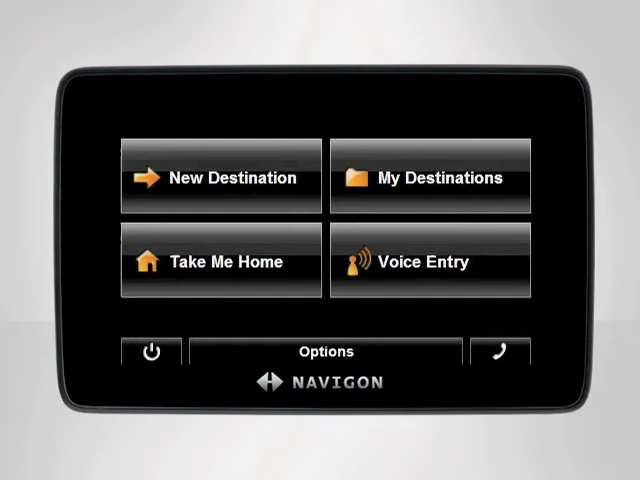 New Destination
My Destinations
Take Me Home
Voice Entry
Options
NAVIGON